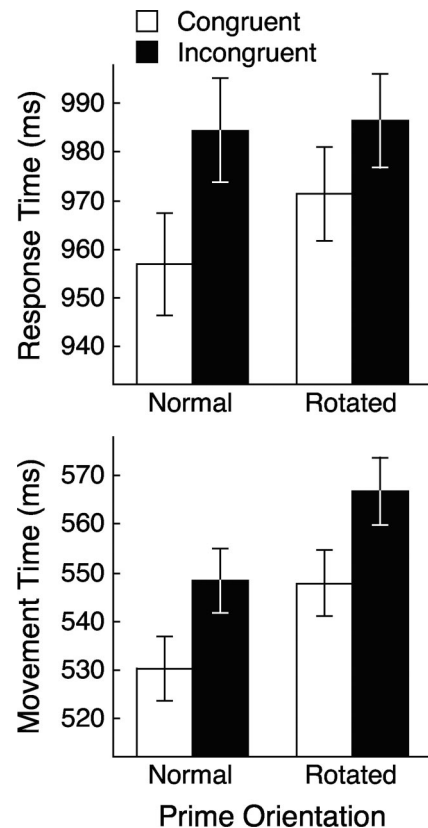 Congruent
Incongruent
Response Time (ms)
990
980
970
960
950
940
Normal Rotated
Movement Time (ms)
570
560
540
530
520
Normal Rotated
Prime Orientation